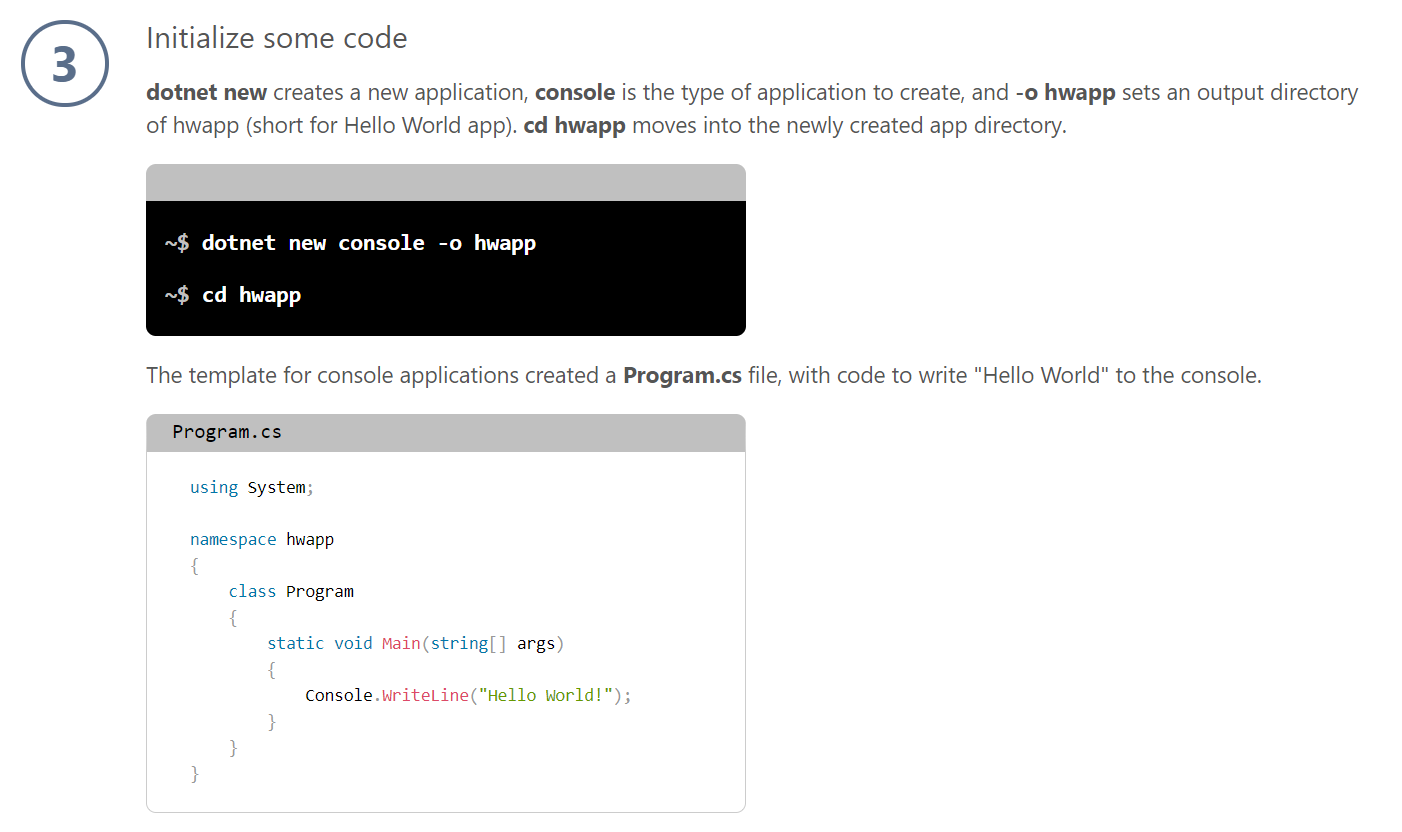 3
Initialize some code
dotnet new creates a new application, console is the type of application to create, and -o hwapp sets an output directory
of hwapp (short for Hello World app). cd hwapp moves into the newly created app directory.
~$ dotnet new console -o hwapp
~$ cd hwapp
The template for console applications created a Program.cs file, with code to write "Hello World" to the console.
Program.cs
using System;
namespace hwapp
{
    class Program
    {
        static void Main(string[] args)
        {
            Console.WriteLine("Hello World!");
        }
    }
}